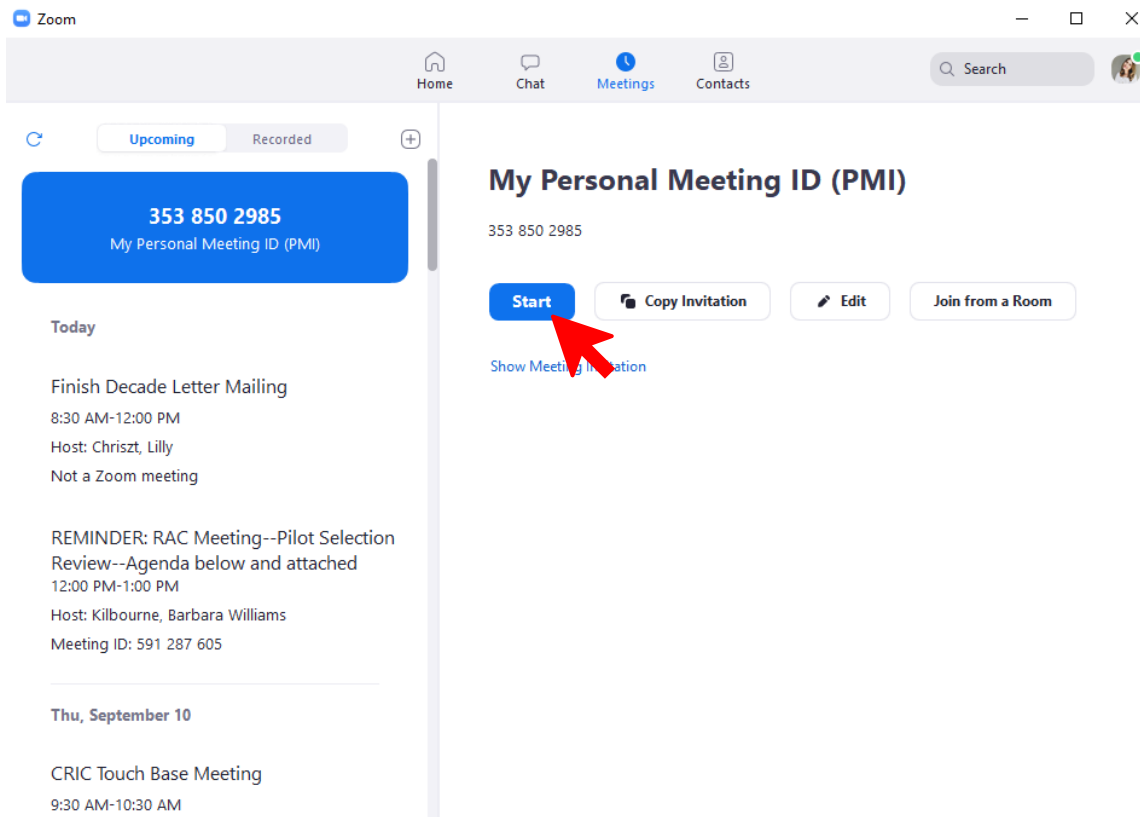 Zoom
Home
Chat
Meetings
Contacts
Search
Upcoming
Recorded
353 850 2985
My Personal Meeting ID (PMI)
Today
Finish Decade Letter Mailing
8:30 AM-12:00 PM
Host: Chriszt, Lilly
Not a Zoom meeting
REMINDER: RAC Meeting--Pilot Selection
Review--Agenda below and attached
12:00 PM-1:00 PM
Host: Kilbourne, Barbara Williams
Meeting ID: 591 287 605
Thu, September 10
CRIC Touch Base Meeting
9:30 AM-10:30 AM
My Personal Meeting ID (PMI)
353 850 2985
Start
Copy Invitation
Edit
Join from a Room
Show Meeting Invitation